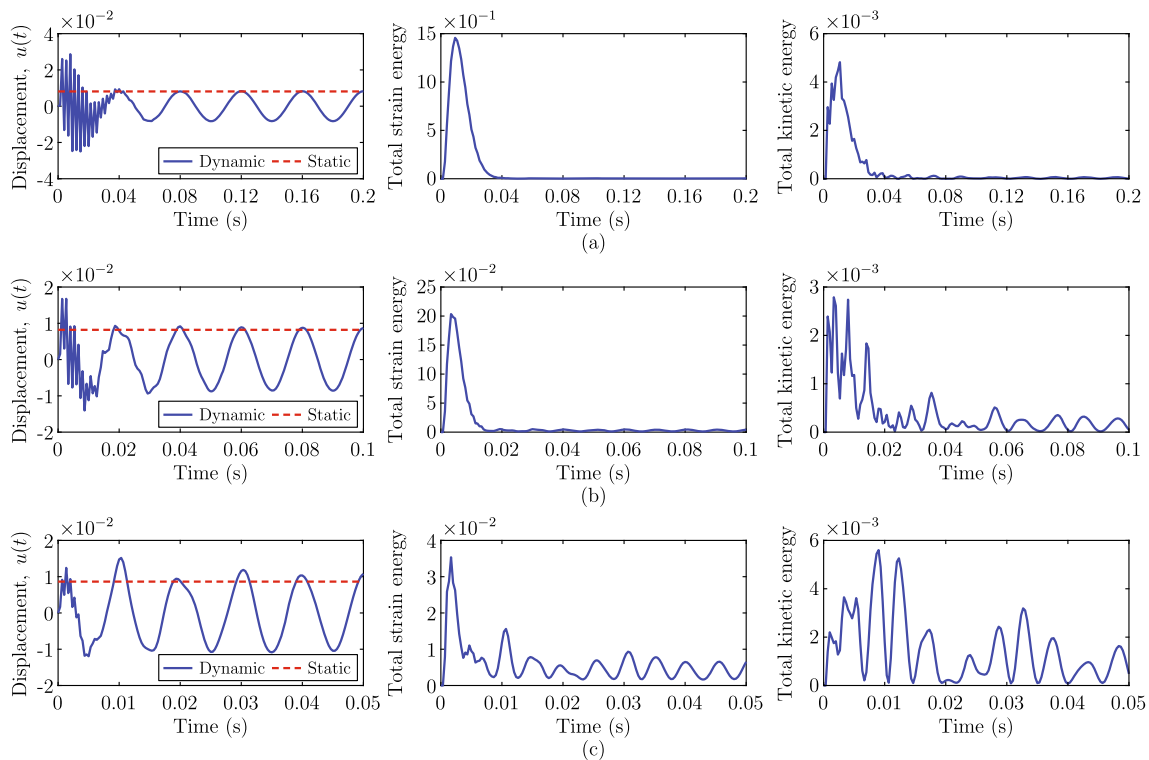 ×10⁻²
Displacement, u(t)
4
2
0
-2
-4
Dynamic Static
0 0.04 0.08 0.12 0.16 0.2
Time (s)
×10⁻¹
Total strain energy
15
10
5
0
0 0.04 0.08 0.12 0.16 0.2
Time (s)
×10⁻³
Total kinetic energy
6
4
2
0
0 0.04 0.08 0.12 0.16 0.2
Time (s)
(a)
×10⁻²
Displacement, u(t)
2
1
0
-1
-2
Dynamic Static
0 0.02 0.04 0.06 0.08 0.1
Time (s)
×10⁻²
Total strain energy
25
20
15
10
5
0
0 0.02 0.04 0.06 0.08 0.1
Time (s)
×10⁻³
Total kinetic energy
3
2
1
0
0 0.02 0.04 0.06 0.08 0.1
Time (s)
(b)
×10⁻²
Displacement, u(t)
2
1
0
-1
-2
Dynamic Static
0 0.01 0.02 0.03 0.04 0.05
Time (s)
×10⁻²
Total strain energy
4
3
2
1
0
0 0.01 0.02 0.03 0.04 0.05
Time (s)
×10⁻³
Total kinetic energy
6
4
2
0
0 0.01 0.02 0.03 0.04 0.05
Time (s)
(c)